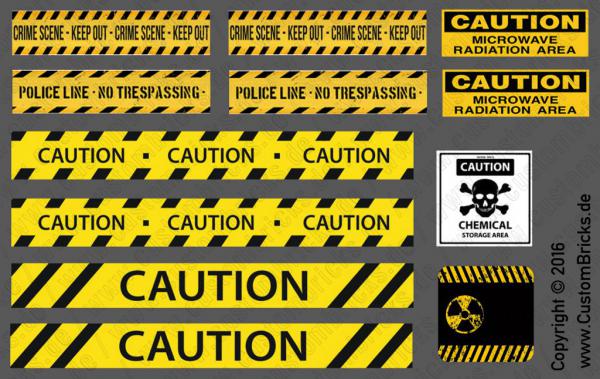 CRIME SCENE - KEEP OUT - CRIME SCENE - KEEP OUT
CRIME SCENE - KEEP OUT - CRIME SCENE - KEEP OUT
CAUTION
MICROWAVE
RADIATION AREA
POLICE LINE · NO TRESPASSING ·
POLICE LINE · NO TRESPASSING ·
CAUTION
MICROWAVE
RADIATION AREA
CAUTION ▪ CAUTION ▪ CAUTION
CAUTION ▪ CAUTION ▪ CAUTION
CAUTION
CHEMICAL
STORAGE AREA
CAUTION
CAUTION
Copyright © 2016
www.CustomBricks.de